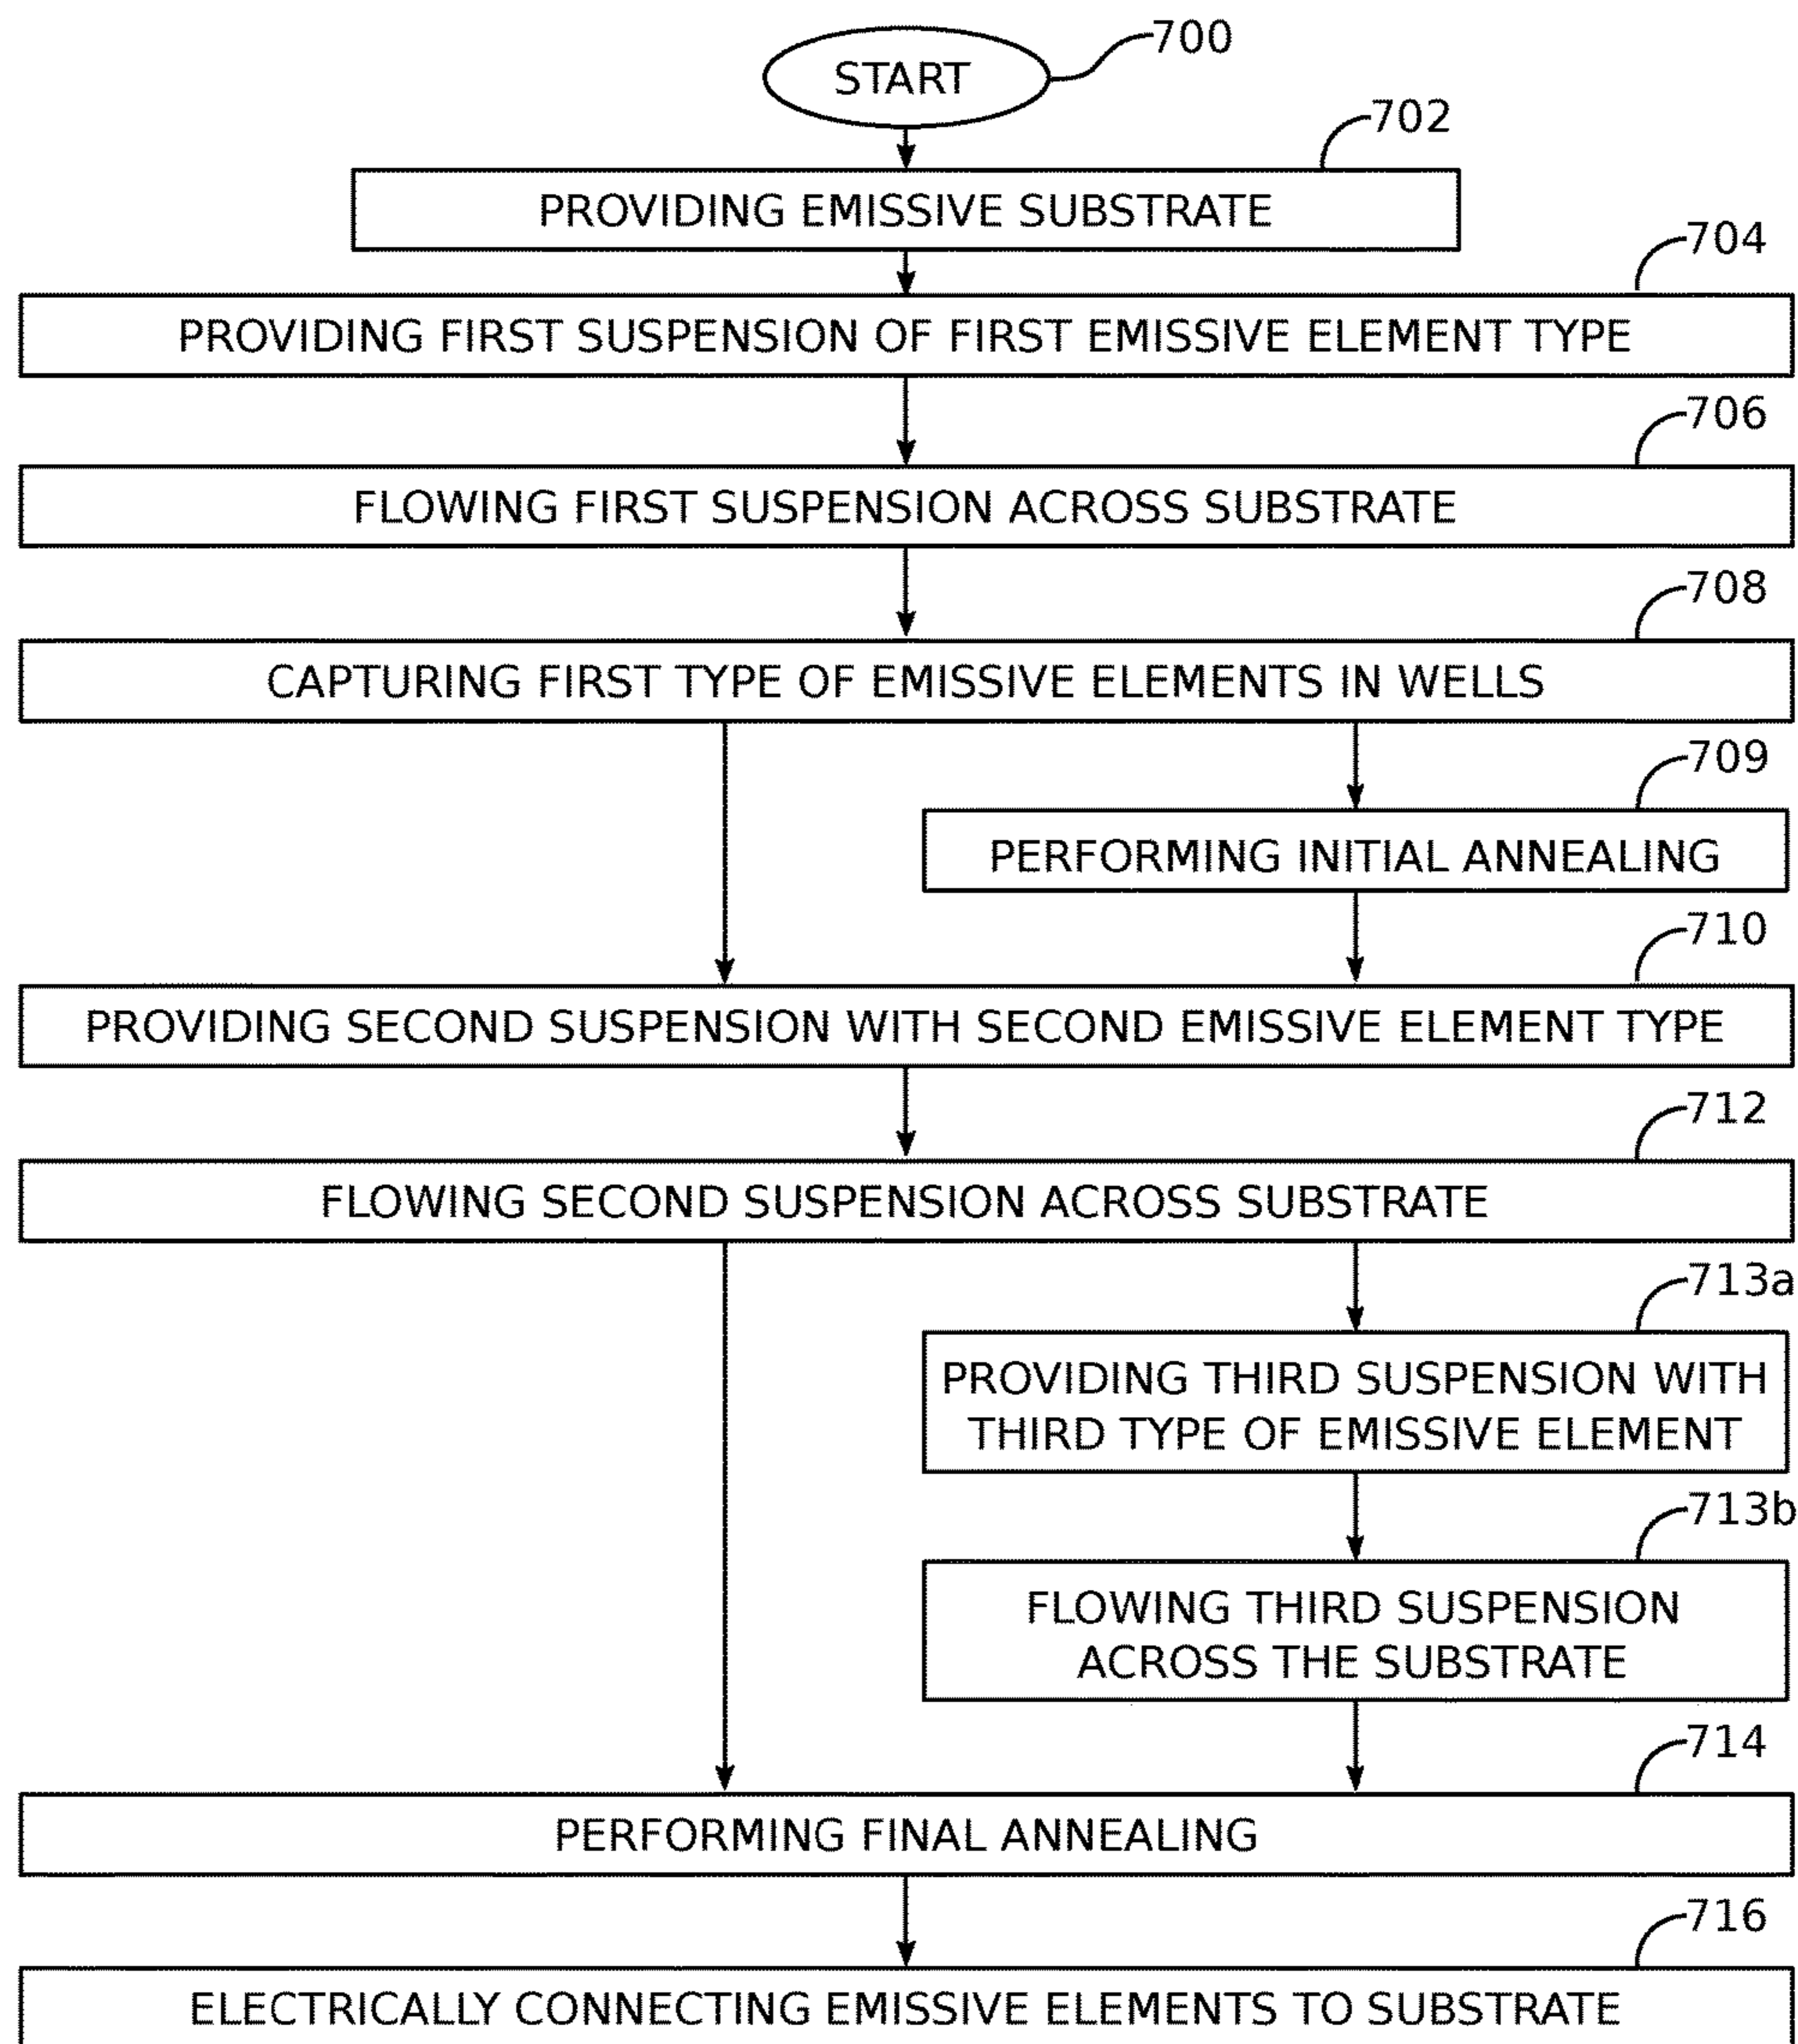 700
START
702
PROVIDING EMISSIVE SUBSTRATE
704
PROVIDING FIRST SUSPENSION OF FIRST EMISSIVE ELEMENT TYPE
706
FLOWING FIRST SUSPENSION ACROSS SUBSTRATE
708
CAPTURING FIRST TYPE OF EMISSIVE ELEMENTS IN WELLS
709
PERFORMING INITIAL ANNEALING
710
PROVIDING SECOND SUSPENSION WITH SECOND EMISSIVE ELEMENT TYPE
712
FLOWING SECOND SUSPENSION ACROSS SUBSTRATE
713a
PROVIDING THIRD SUSPENSION WITH
THIRD TYPE OF EMISSIVE ELEMENT
713b
FLOWING THIRD SUSPENSION
ACROSS THE SUBSTRATE
714
PERFORMING FINAL ANNEALING
716
ELECTRICALLY CONNECTING EMISSIVE ELEMENTS TO SUBSTRATE